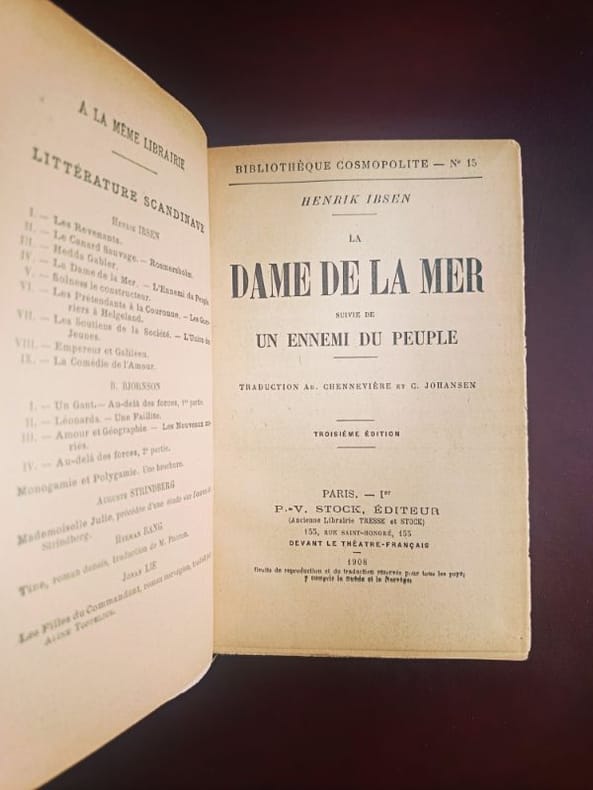 A LA MÊME LIBRAIRIE
LITTÉRATURE SCANDINAVE
HENRIK IBSEN
I. — Les Revenants.
II. — Le Canard Sauvage. — Rosmersholm.
III. — Hedda Gabler.
IV. — La Dame de la Mer. — L'Ennemi du Peuple.
V. — Solness le constructeur.
VI. — Les Prétendants à la Couronne. — Les Guer-
riers à Helgeland.
VII. — Les Soutiens de la Société. — L'Union des
Jeunes.
VIII. — Empereur et Galiléen.
IX. — La Comédie de l'Amour.
B. BJORNSON
I. — Un Gant. — Au-delà des forces, 1re partie.
II. — Léonarda. — Une Faillite.
III. — Amour et Géographie. — Les Nouveaux ma-
riés.
IV. — Au-delà des forces, 2e partie.
Monogamie et Polygamie. Une brochure.
AUGUSTE STRINDBERG
Mademoiselle Julie, précédée d'une étude sur
Strindberg.
HERMAN BANG
Tine, roman danois, traduction de M.
JONAS LIE
Les Filles du Commandant, roman norvégien, traduit

BIBLIOTHÈQUE COSMOPOLITE — No 15
HENRIK IBSEN
LA
DAME DE LA MER
SUIVIE DE
UN ENNEMI DU PEUPLE
TRADUCTION AD. CHENNEVIÈRE ET C. JOHANSEN
TROISIÈME ÉDITION
PARIS. — Ier
P.-V. STOCK, ÉDITEUR
(Ancienne Librairie TRESSE et STOCK)
155, RUE SAINT-HONORÉ, 155
DEVANT LE THÉATRE-FRANÇAIS
1908
Droits de reproduction et de traduction réservés pour tous les pays,
y compris la Suède et la Norvège.